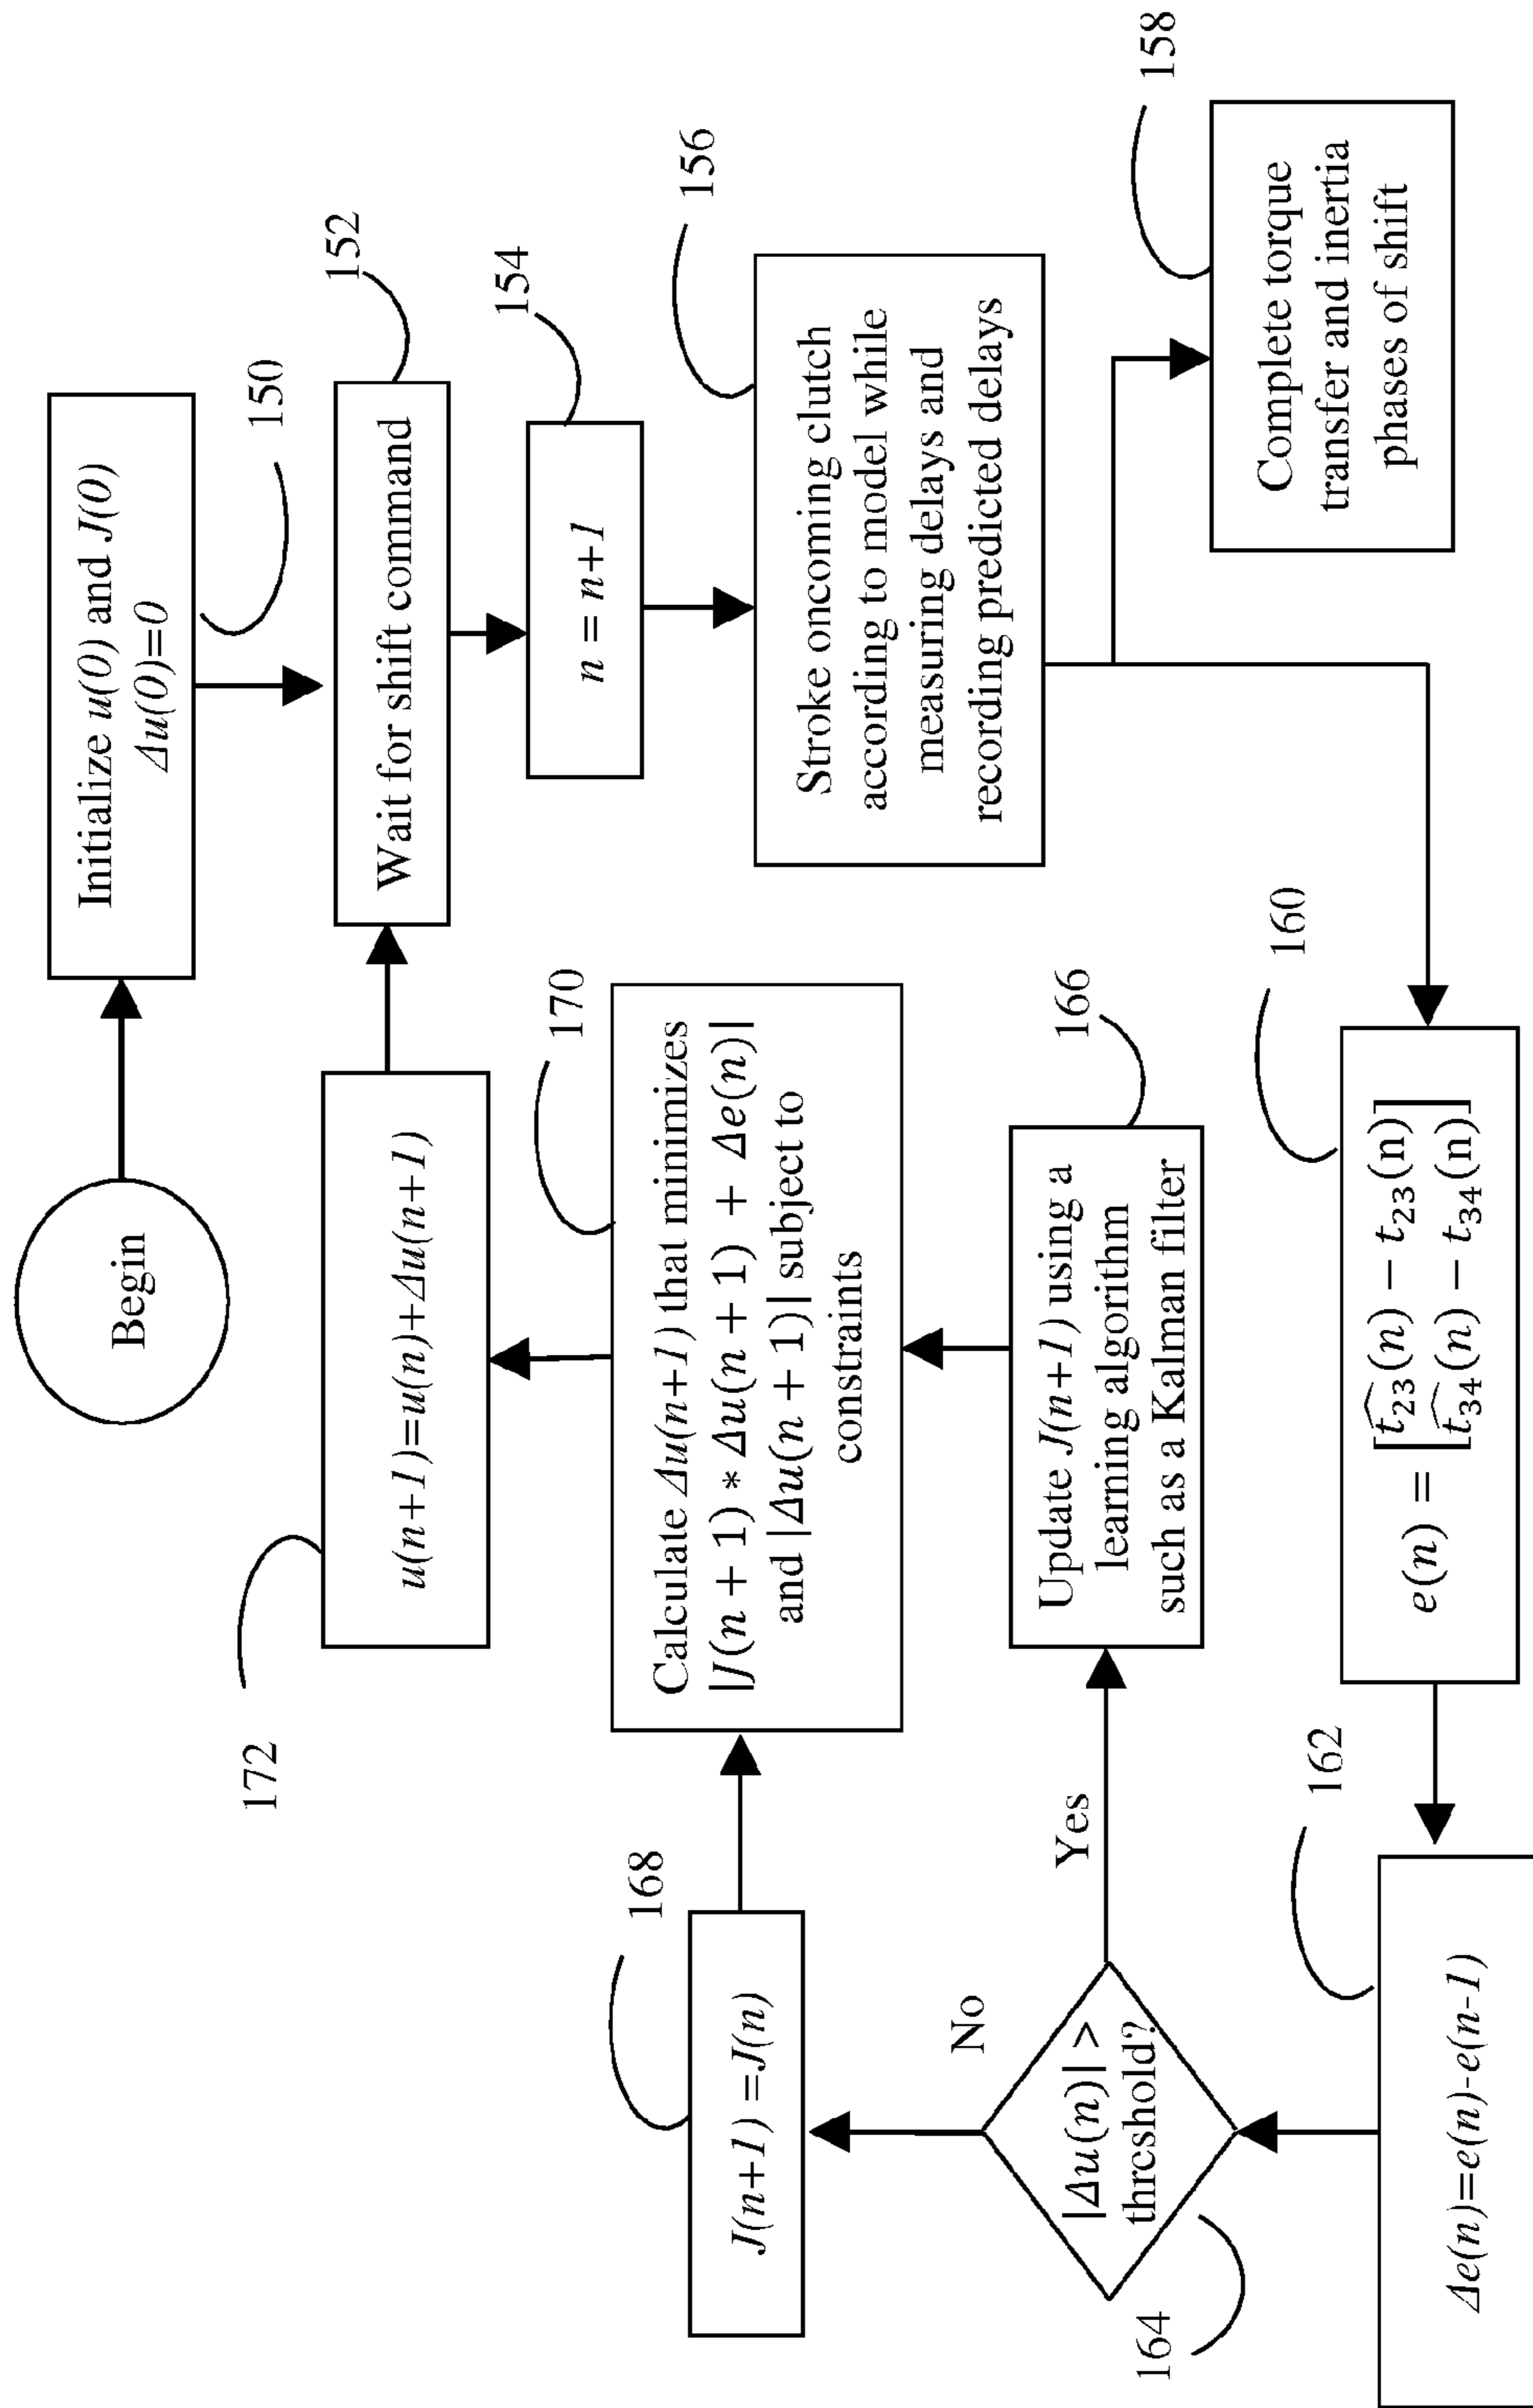 Begin
Initialize u(0) and J(0)
Δu(0)=0
150
Wait for shift command
152
n = n+1
154
Stroke oncoming clutch
according to model while
measuring delays and
recording predicted delays
156
Complete torque
transfer and inertia
phases of shift
158
e(n) = [t̂₂₃(n) − t₂₃(n)]
[t̂₃₄(n) − t₃₄(n)]
160
Δe(n)=e(n)-e(n-1)
162
|Δu(n)| >
threshold?
164
Yes
No
Update J(n+1) using a
learning algorithm
such as a Kalman filter
166
J(n+1) =J(n)
168
Calculate Δu(n+1) that minimizes
|J(n + 1) * Δu(n + 1) + Δe(n)|
and |Δu(n + 1)| subject to
constraints
170
u(n+1)=u(n)+Δu(n+1)
172